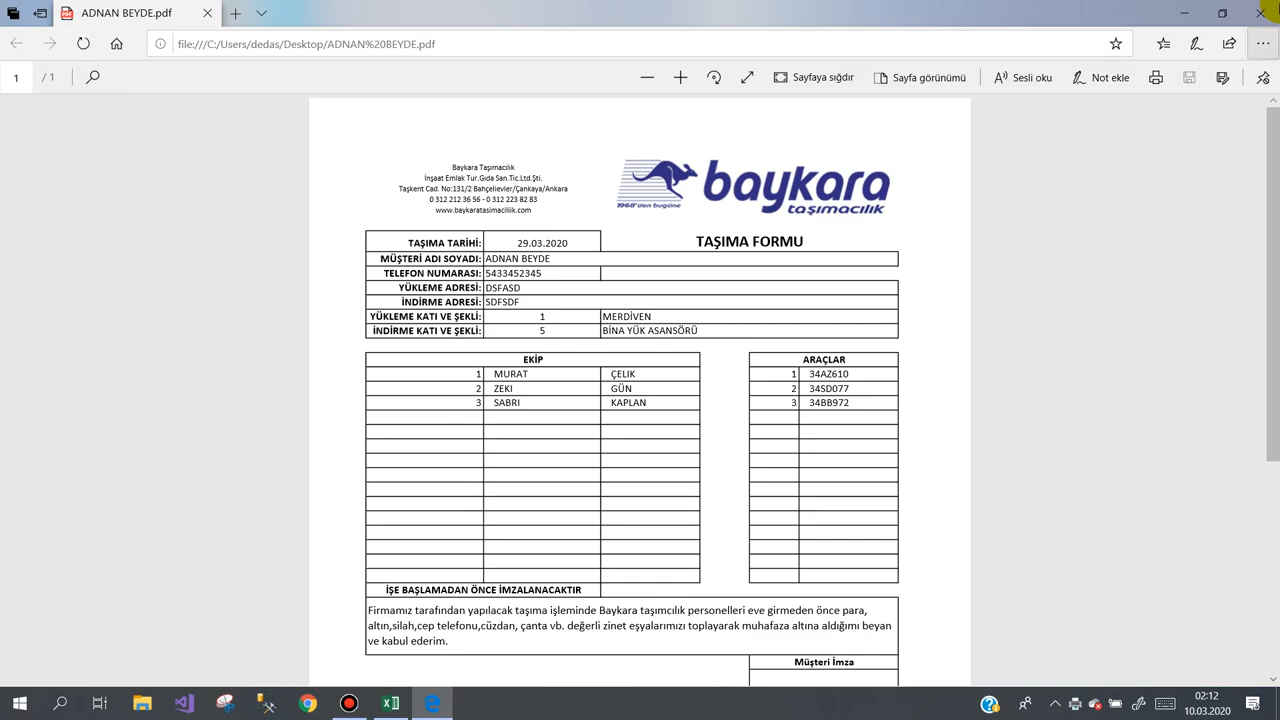 ADNAN BEYDE.pdf
file:///C:/Users/dedas/Desktop/ADNAN%20BEYDE.pdf
1 / 1
Sayfaya sığdır
Sayfa görünümü
Sesli oku
Not ekle
Baykara Taşımacılık
İnşaat Emlak Tur.Gıda San.Tic.Ltd.Şti.
Taşkent Cad. No:131/2 Bahçelievler/Çankaya/Ankara
0 312 212 36 56 - 0 312 223 82 83
www.baykaratasimacilik.com
baykara
taşımacılık
1968'den bugüne
TAŞIMA FORMU
TAŞIMA TARİHİ: 29.03.2020
MÜŞTERİ ADI SOYADI: ADNAN BEYDE
TELEFON NUMARASI: 5433452345
YÜKLEME ADRESİ: DSFASD
İNDİRME ADRESİ: SDFSDF
YÜKLEME KATI VE ŞEKLİ: 1 MERDİVEN
İNDİRME KATI VE ŞEKLİ: 5 BİNA YÜK ASANSÖRÜ
EKİP
1 MURAT ÇELIK
2 ZEKI GÜN
3 SABRI KAPLAN
ARAÇLAR
1 34AZ610
2 34SD077
3 34BB972
İŞE BAŞLAMADAN ÖNCE İMZALANACAKTIR
Firmamız tarafından yapılacak taşıma işleminde Baykara taşımcılık personelleri eve girmeden önce para,
altın,silah,cep telefonu,cüzdan, çanta vb. değerli zinet eşyalarımızı toplayarak muhafaza altına aldığımı beyan
ve kabul ederim.
Müşteri İmza
02:12
10.03.2020